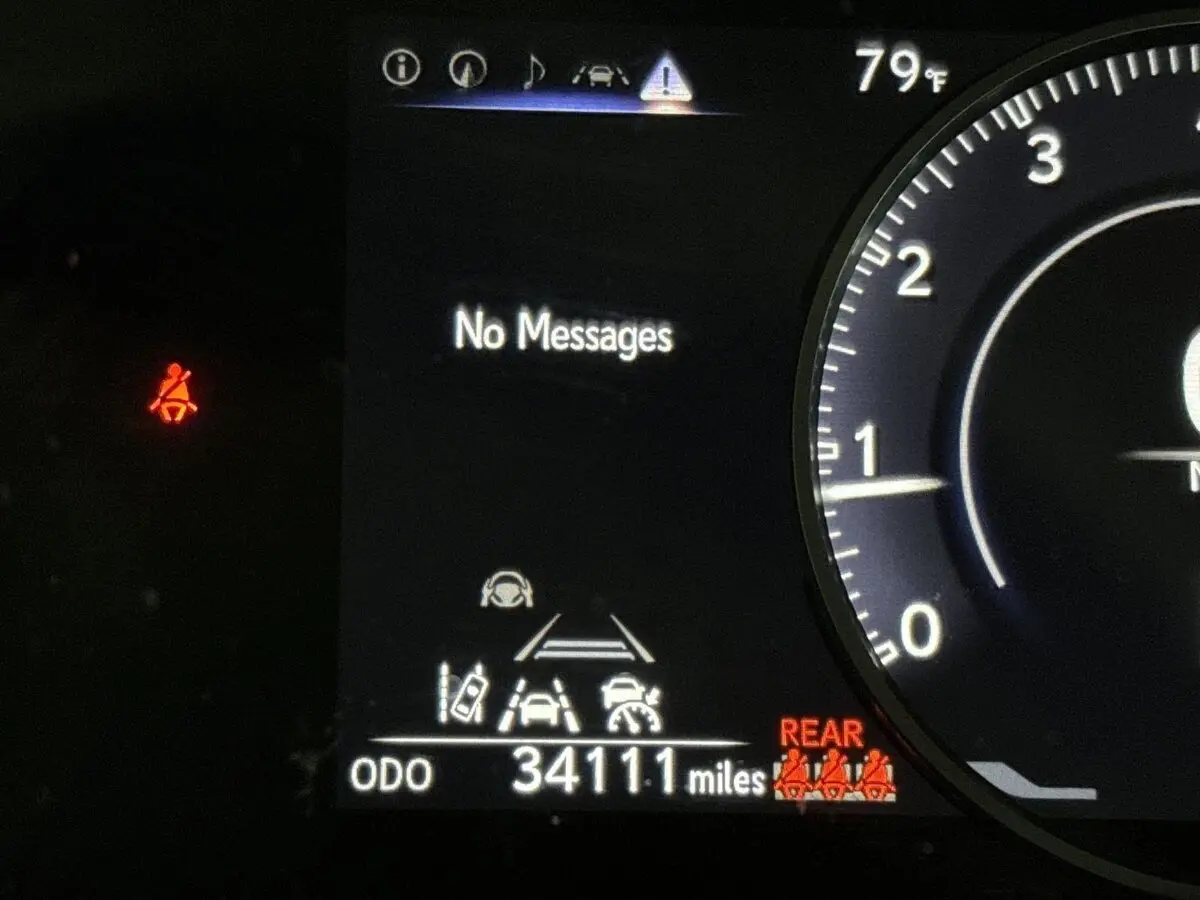 79°F
3
2
No Messages
1
0
REAR
ODO 34111 miles